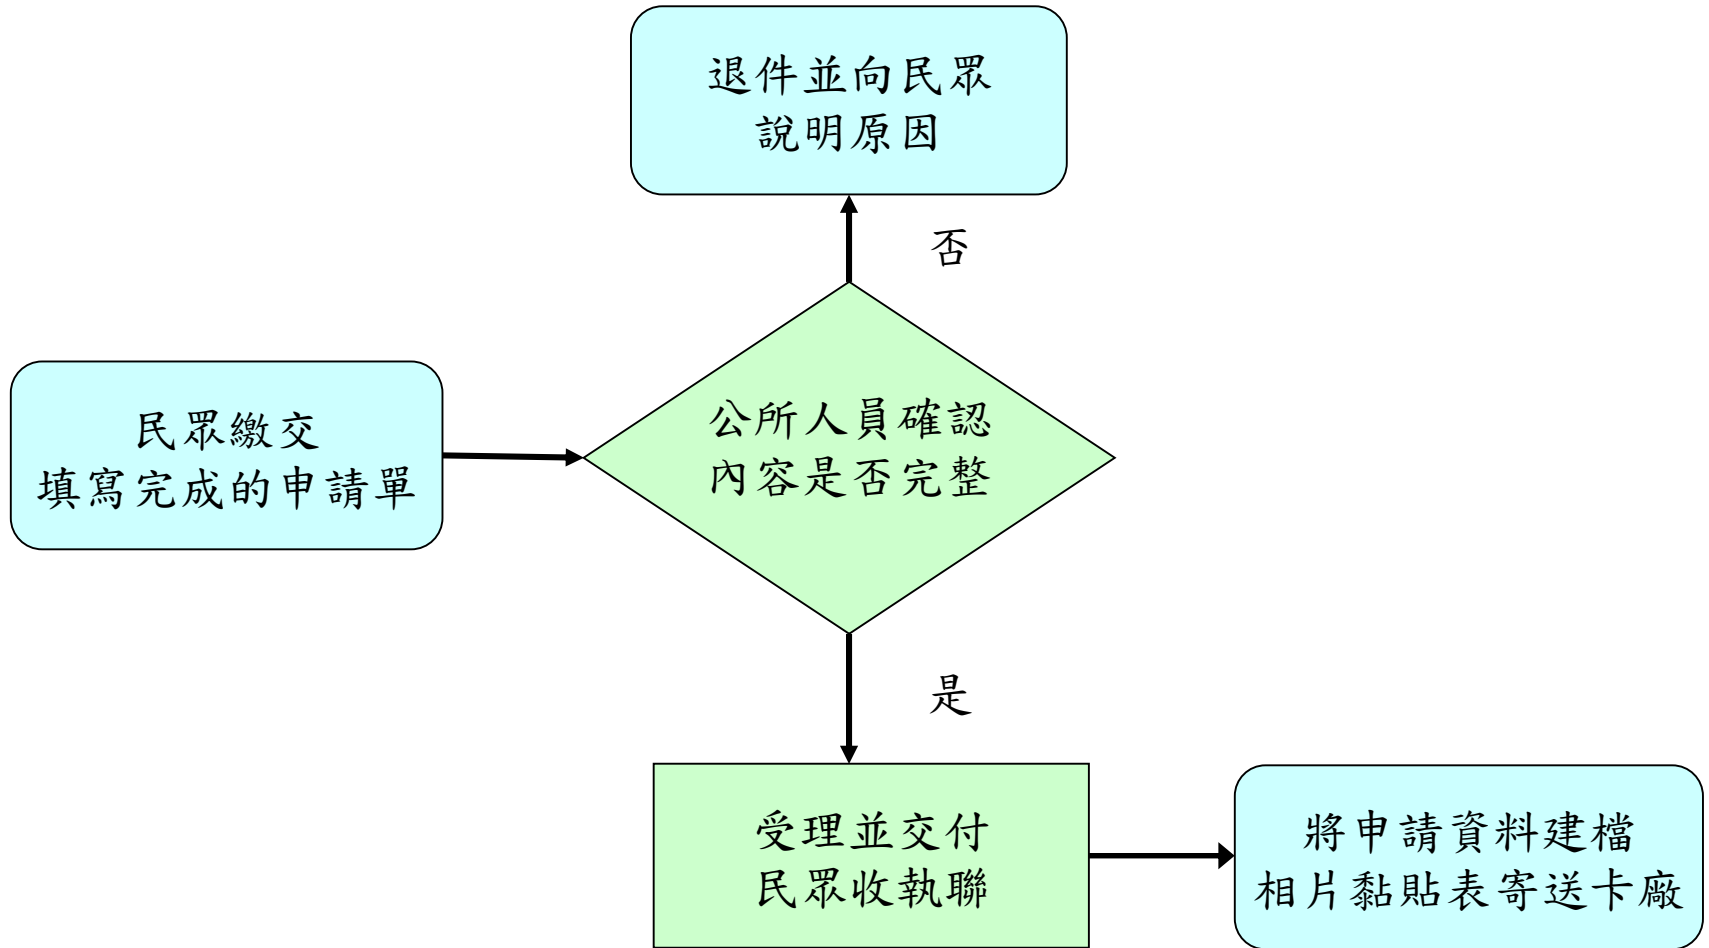 退件並向民眾
說明原因
否
民眾繳交
填寫完成的申請單
公所人員確認
內容是否完整
是
受理並交付
民眾收執聯
將申請資料建檔
相片黏貼表寄送卡廠